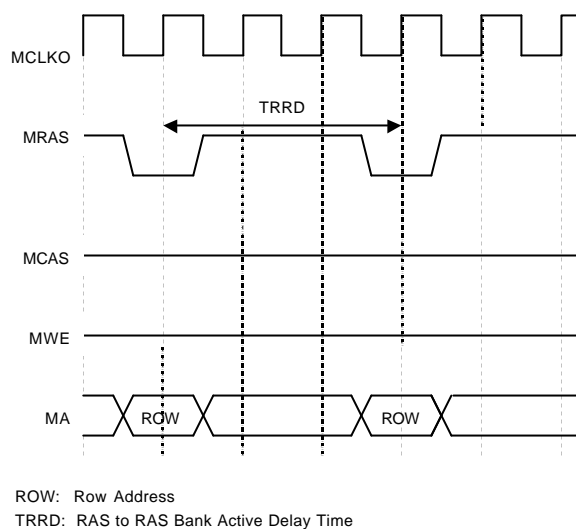 MCLKO
TRRD
MRAS
MCAS
MWE
MA
ROW
ROW
ROW: Row Address
TRRD: RAS to RAS Bank Active Delay Time